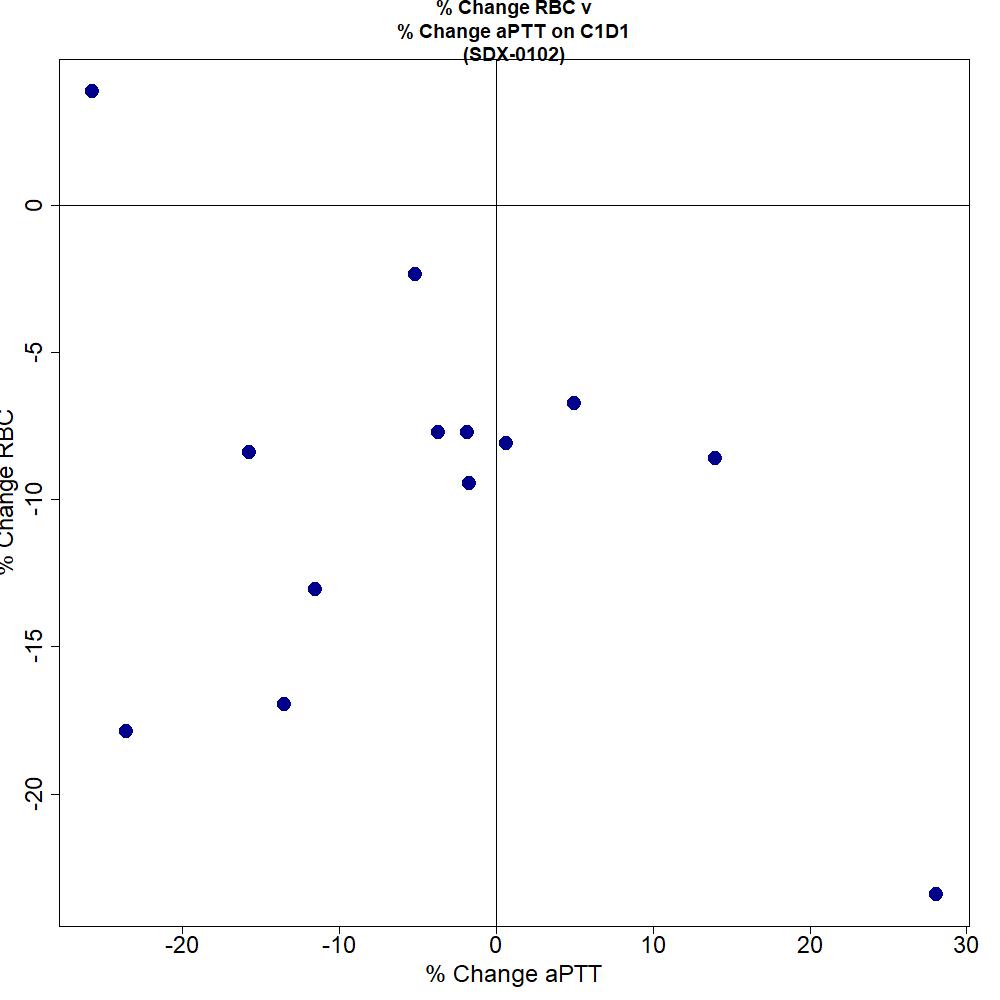 % Change RBC v
% Change aPTT on C1D1
(SDX-0102)
% Change RBC
0
-5
-10
-15
-20
-20
-10
0
10
20
30
% Change aPTT